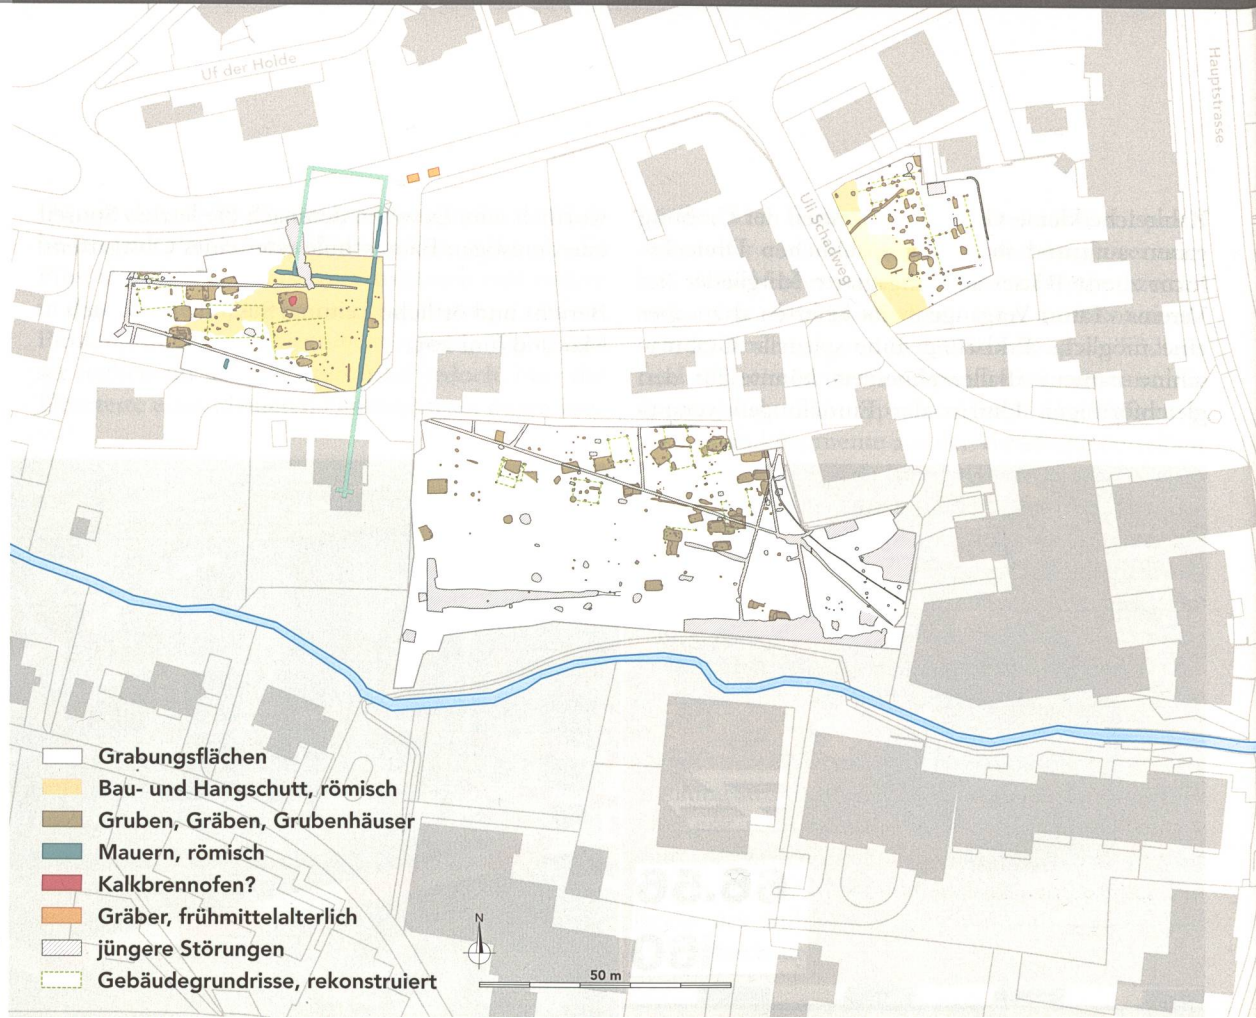 Uf der Holde
Hauptstrasse
Uli Schadweg
Grabungsflächen
Bau- und Hangschutt, römisch
Gruben, Gräben, Grubenhäuser
Mauern, römisch
Kalkbrennofen?
Gräber, frühmittelalterlich
jüngere Störungen
Gebäudegrundrisse, rekonstruiert
N
50 m